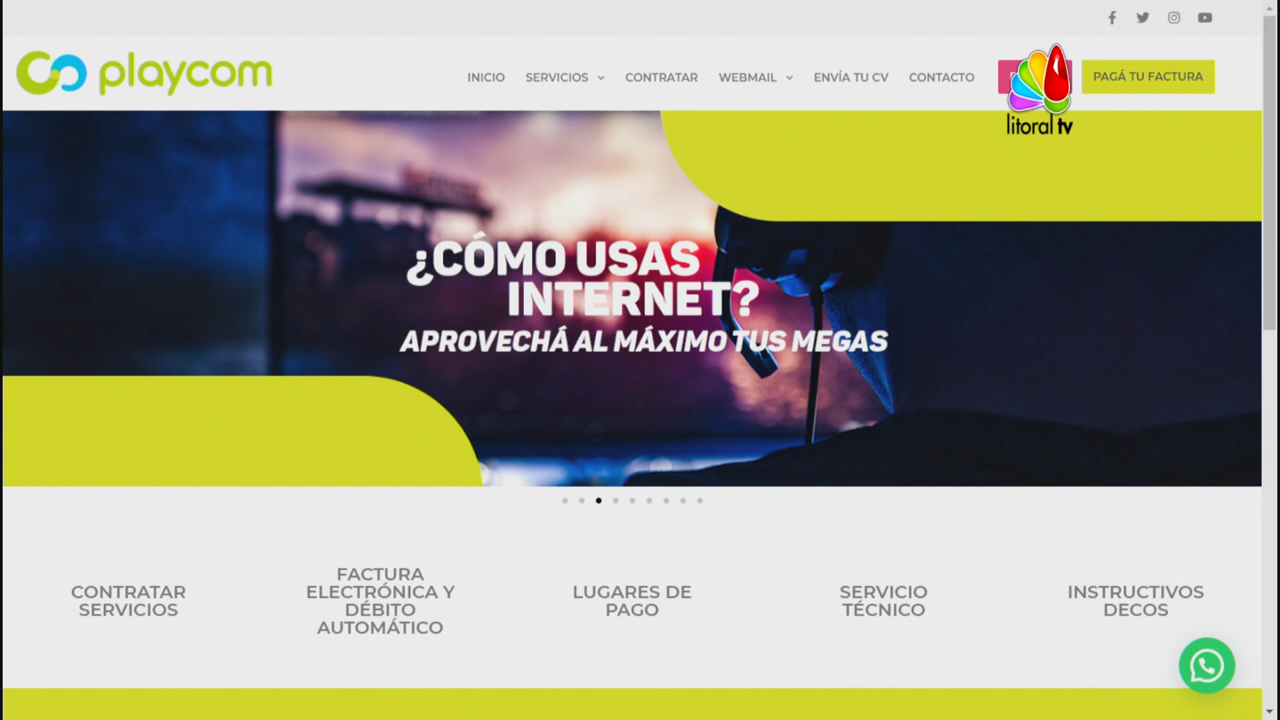 playcom
INICIO
SERVICIOS
CONTRATAR
WEBMAIL
ENVÍA TU CV
CONTACTO
PAGÁ TU FACTURA
litoral tv
¿CÓMO USAS
INTERNET?
APROVECHÁ AL MÁXIMO TUS MEGAS
CONTRATAR
SERVICIOS
FACTURA
ELECTRÓNICA Y
DÉBITO
AUTOMÁTICO
LUGARES DE
PAGO
SERVICIO
TÉCNICO
INSTRUCTIVOS
DECOS